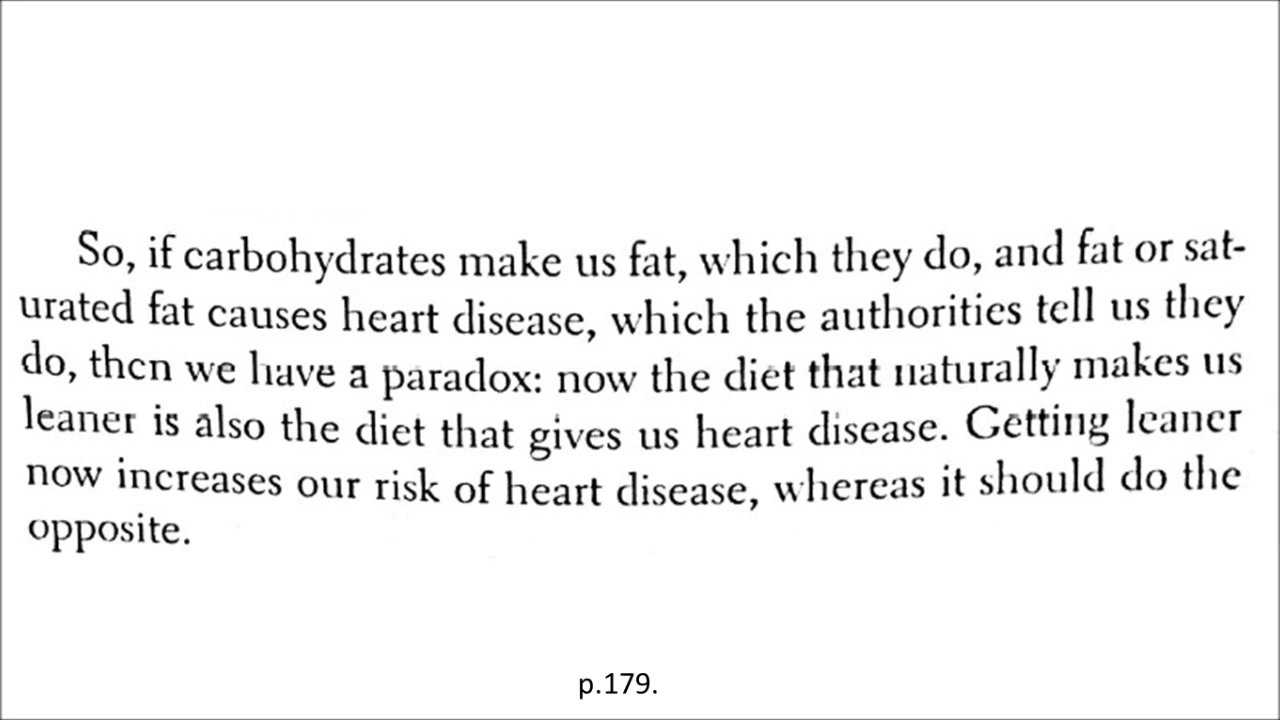 So, if carbohydrates make us fat, which they do, and fat or sat-
urated fat causes heart disease, which the authorities tell us they
do, then we have a paradox: now the diet that naturally makes us
leaner is also the diet that gives us heart disease. Getting leaner
now increases our risk of heart disease, whereas it should do the
opposite.
p.179.